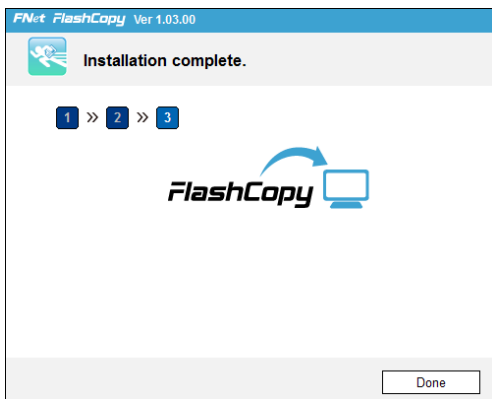 FNet FlashCopy Ver 1.03.00
Installation complete.
1 » 2 » 3
FlashCopy
Done